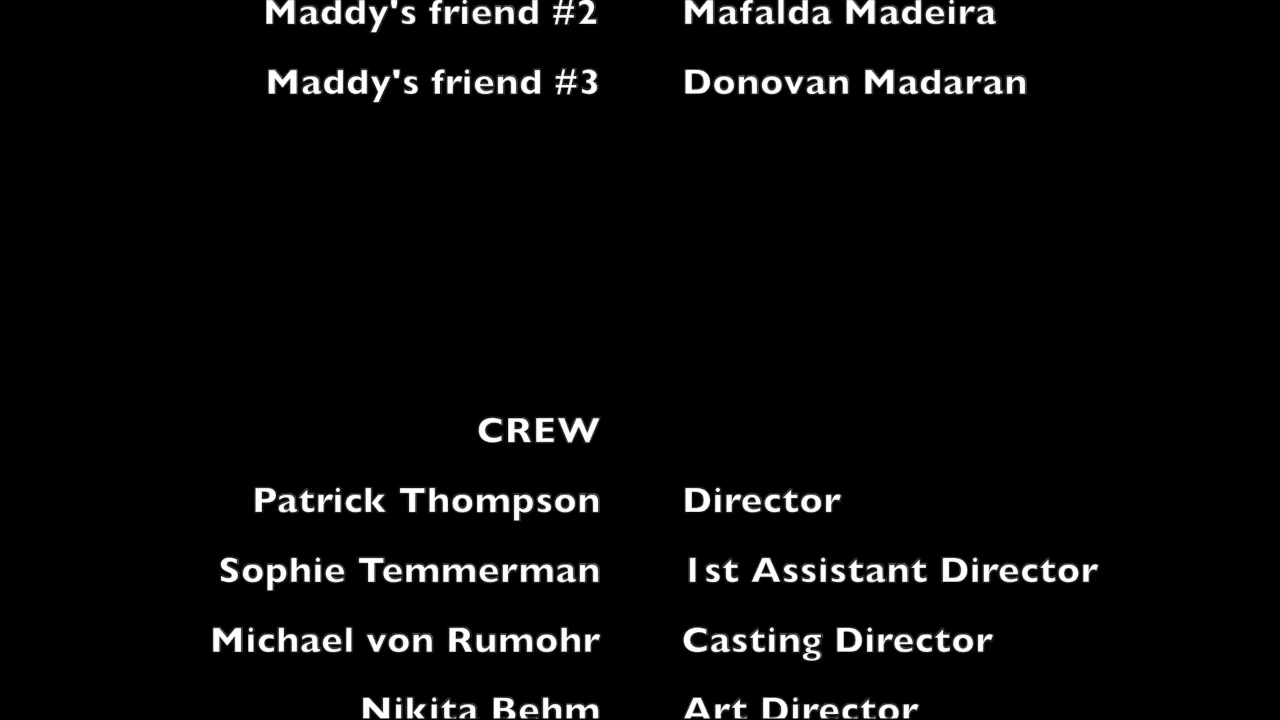 Maddy's friend #2 Mafalda Madeira
Maddy's friend #3 Donovan Madaran
CREW
Patrick Thompson Director
Sophie Temmerman 1st Assistant Director
Michael von Rumohr Casting Director
Nikita Behm Art Director